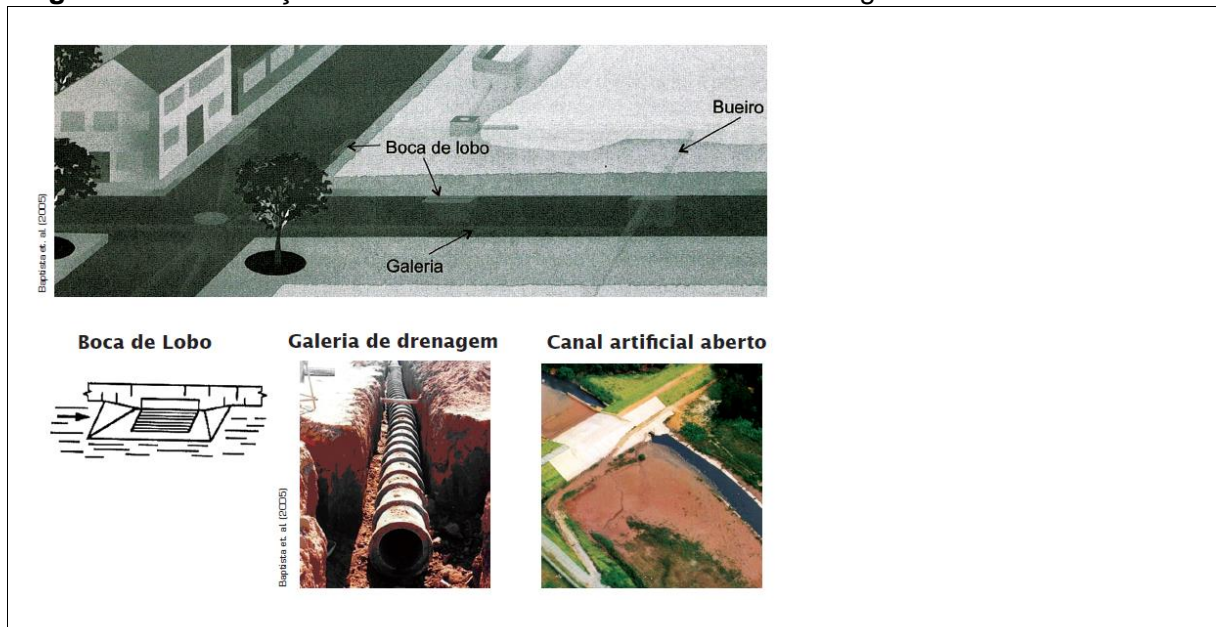 Bueiro
Boca de lobo
Galeria
Baptista et. al. (2005)
Boca de Lobo
Galeria de drenagem
Canal artificial aberto
Baptista et. al. (2005)